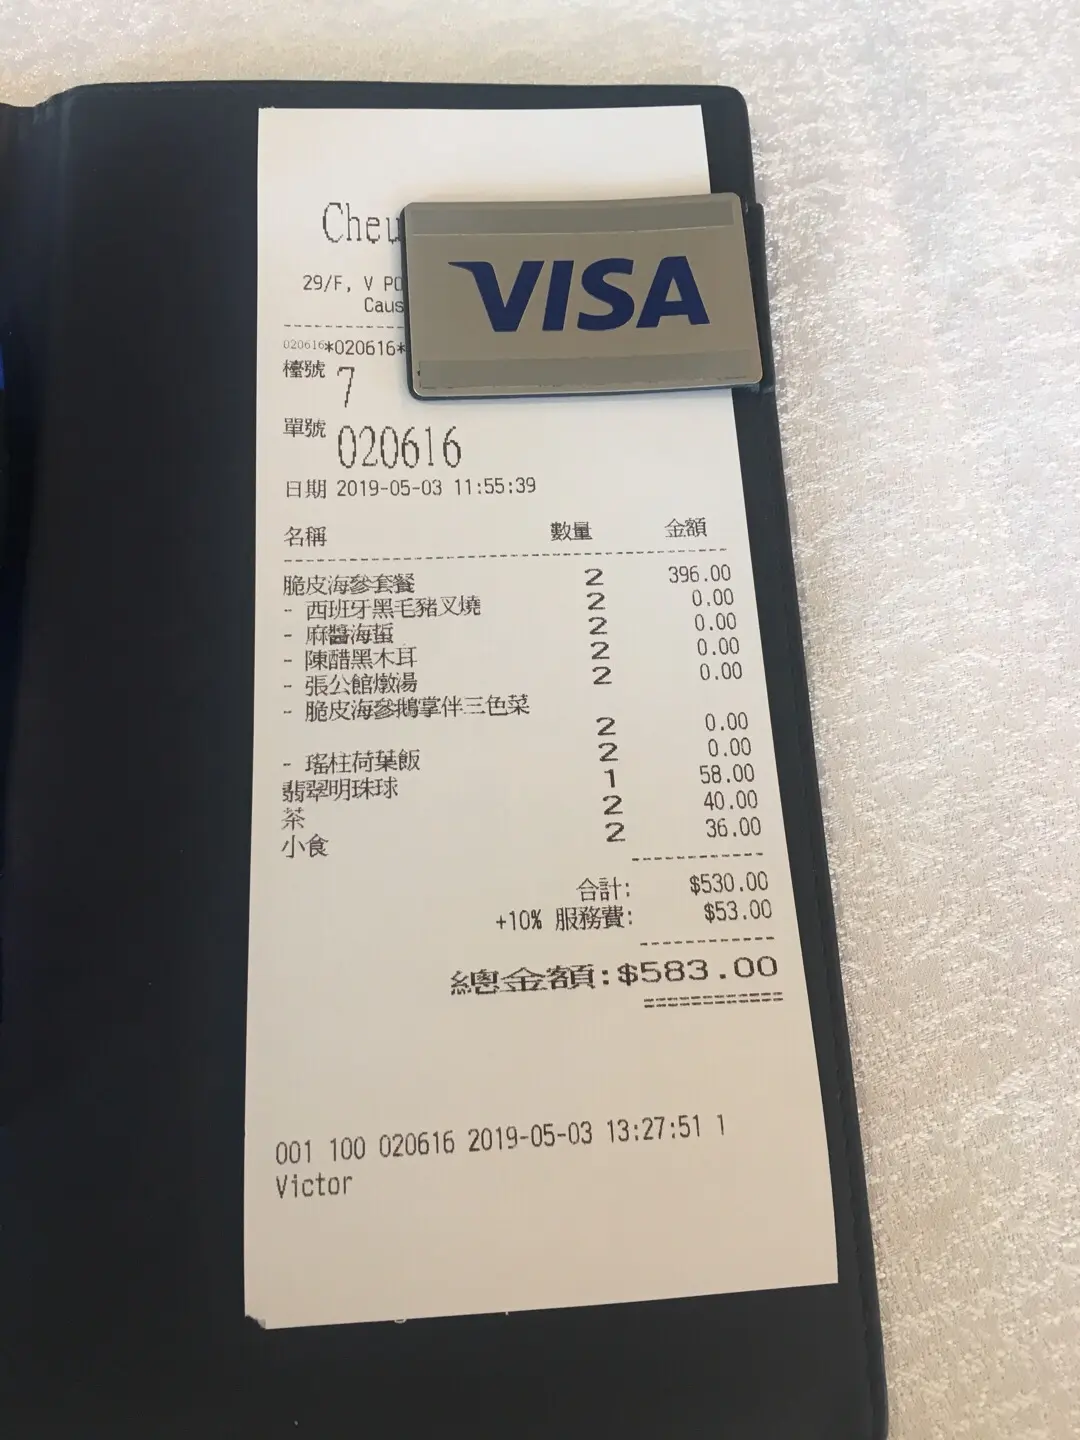 Cheu
VISA
29/F, V PO
Caus
020616*020616*
檯號 7
單號 020616
日期 2019-05-03 11:55:39
名稱 數量 金額
脆皮海參套餐 2 396.00
- 西班牙黑毛豬叉燒 2 0.00
- 麻醬海蜇 2 0.00
- 陳醋黑木耳 2 0.00
- 張公館燉湯 2 0.00
- 脆皮海參鵝掌伴三色菜
2 0.00
- 瑤柱荷葉飯 2 0.00
翡翠明珠球 1 58.00
茶 2 40.00
小食 2 36.00
合計: $530.00
+10% 服務費: $53.00
總金額:$583.00
001 100 020616 2019-05-03 13:27:51 1
Victor